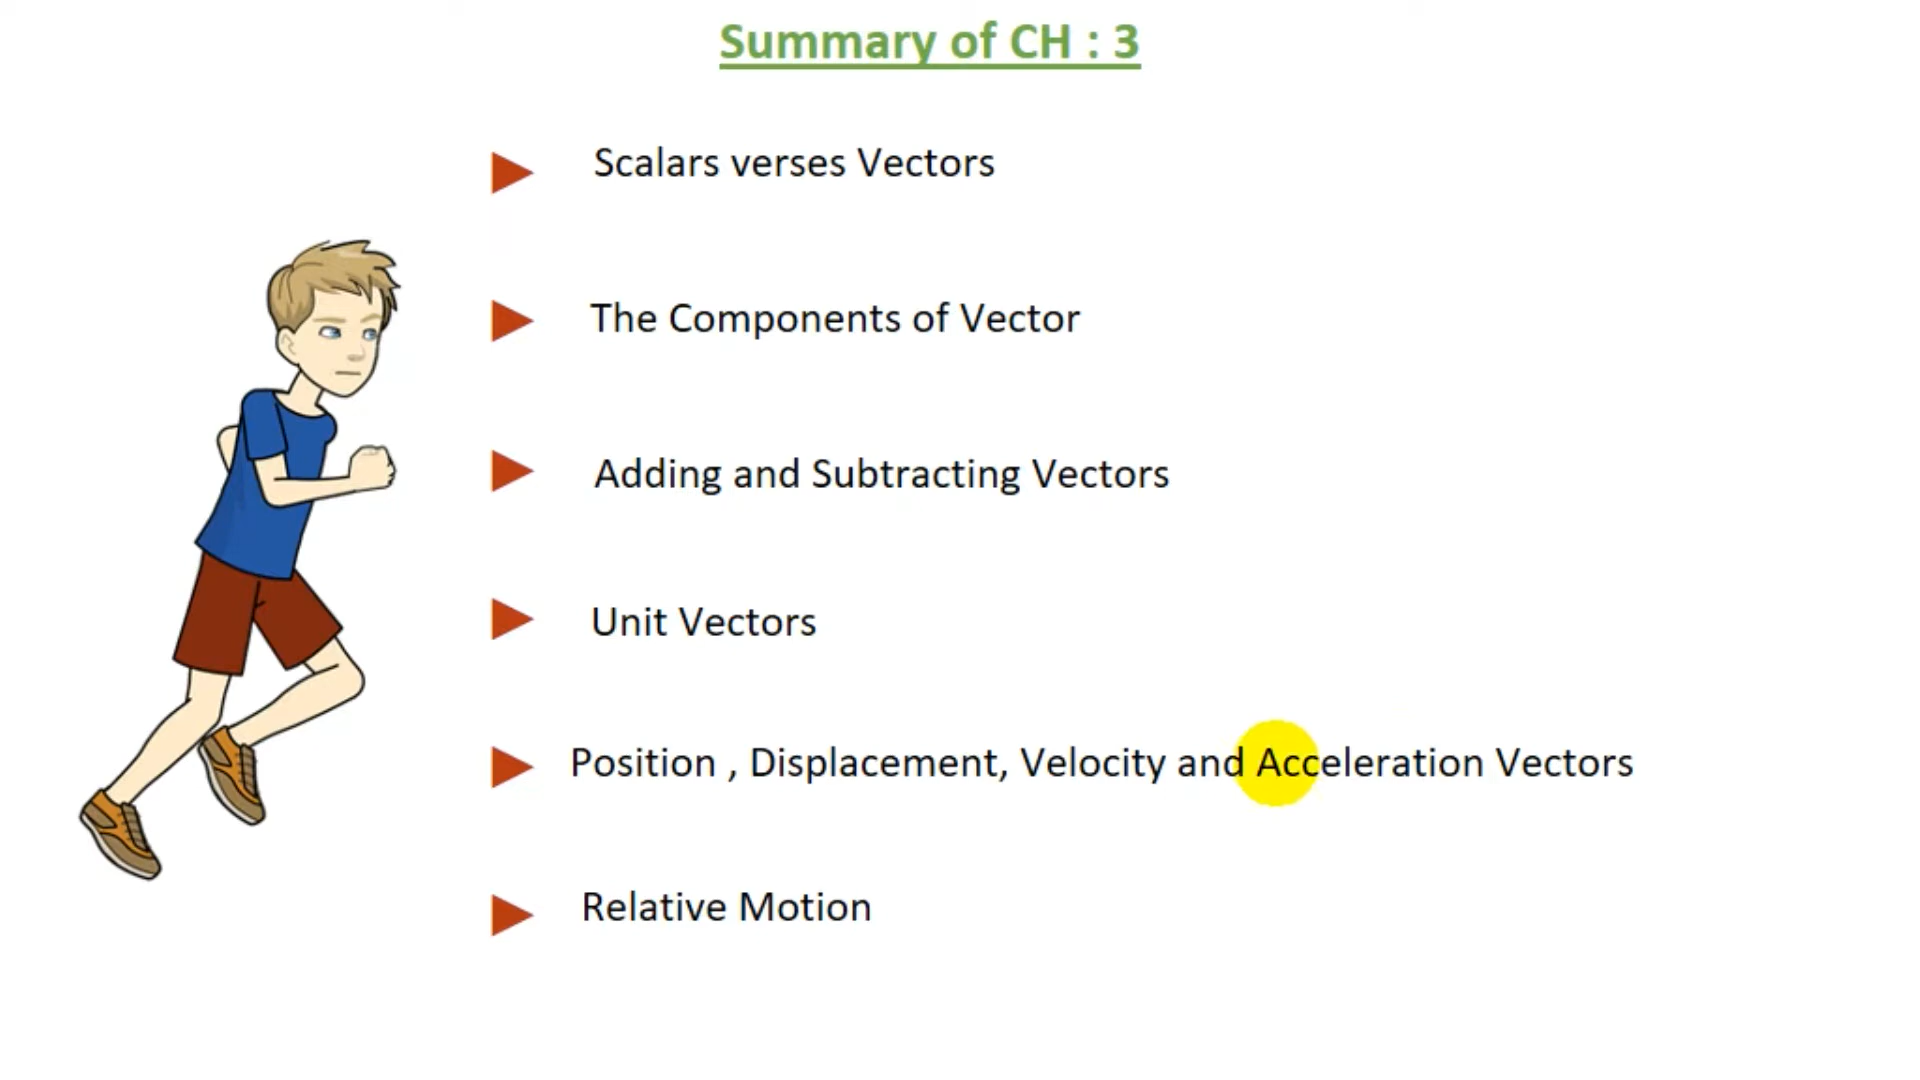 Summary of CH : 3
Scalars verses Vectors
The Components of Vector
Adding and Subtracting Vectors
Unit Vectors
Position , Displacement, Velocity and Acceleration Vectors
Relative Motion